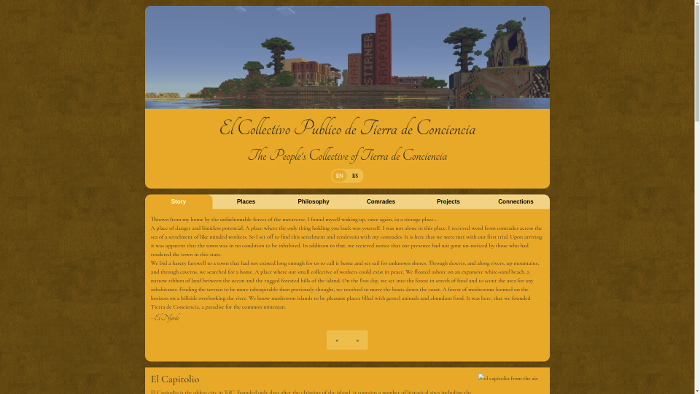 STIRNER
KROPOTKIN
El Collectivo Publico de Tierra de Conciencia
The People's Collective of Tierra de Conciencia
EN ES
Story Places Philosophy Comrades Projects Connections
Thrown from my home by the unfathomable forces of the metaverse, I found myself waking up, once again, in a strange place...
A place of danger and limitless potential. A place where the only thing holding you back was yourself. I was not alone in this place. I recieved word from comrades across the
sea of a settlement of like minded workers. So I set off to find this settlement and rendevous with my comrades. It is here that we were met with our first trial. Upon arriving
it was apparent that the town was in no condition to be inhabited. In addition to that, we recieved notice that our presence had not gone un-noticed by those who had
rendered the town in this state.
We bid a hearty farewell to a town that had not existed long enough for us to call it home and set sail for unknown shores. Through deserts, and along rivers, up mountains,
and through caverns, we searched for a home. A place where our small collective of workers could exist in peace. We floated ashore on an expansive white-sand beach, a
narrow ribbon of land between the ocean and the rugged forested hills of the island. On the first day, we set into the forest in search of food and to scout the area for any
inhabitants. Finding the terrain to be more inhospitable than previously thought, we resolved to move the boats down the coast. A forest of mushrooms loomed on the
horizon on a hillside overlooking the river. We know mushroom islands to be pleasant places filled with gentel animals and abundant food. It was here, that we founded
Tierra de Conciencia, a paradise for the common minerman.
El Capitolio
El capitolio from the air